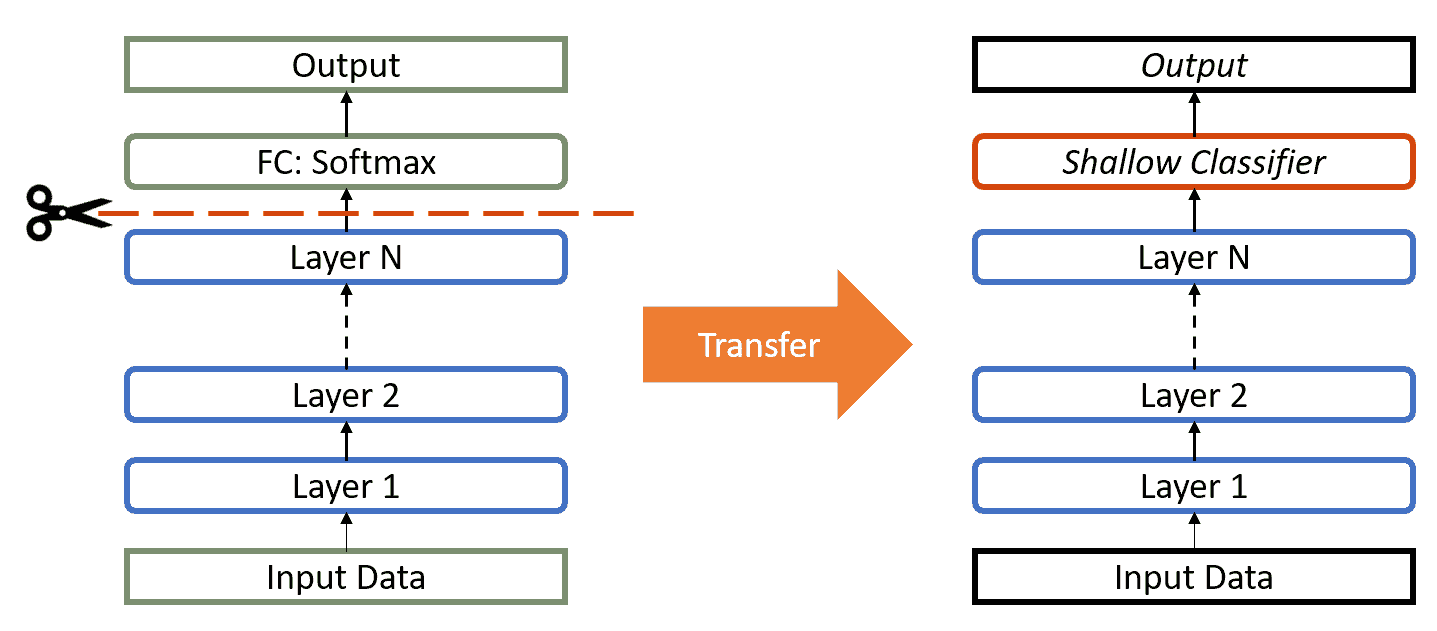 Output
FC: Softmax
Layer N
Layer 2
Layer 1
Input Data
Transfer
Output
Shallow Classifier
Layer N
Layer 2
Layer 1
Input Data